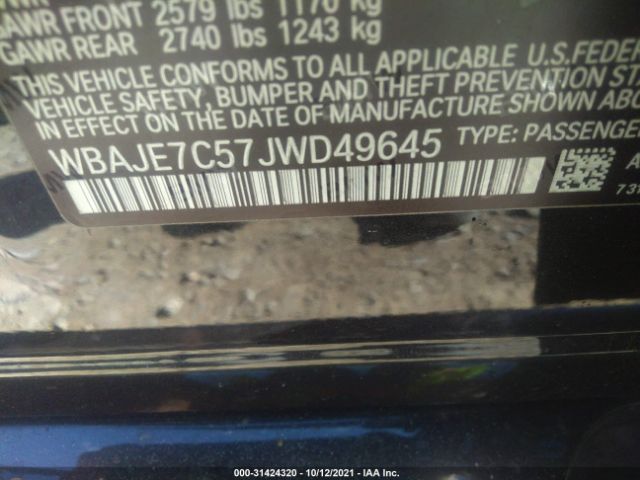 GAWR FRONT 2579 lbs 1170 kg
GAWR REAR 2740 lbs 1243 kg
THIS VEHICLE CONFORMS TO ALL APPLICABLE U.S.FEDER
VEHICLE SAFETY, BUMPER AND THEFT PREVENTION ST
IN EFFECT ON THE DATE OF MANUFACTURE SHOWN ABO
WBAJE7C57JWD49645 TYPE: PASSENGE
000-31424320 - 10/12/2021 - IAA Inc.